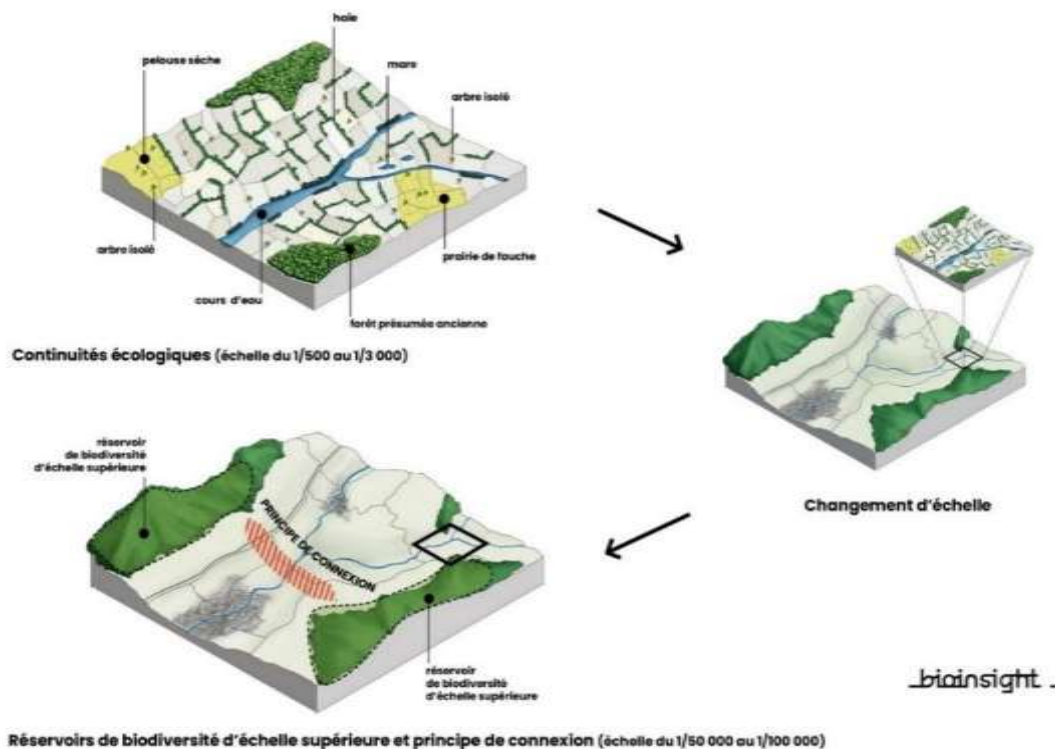 haie
pelouse sèche
mare
arbre isolé
arbre isolé
prairie de fauche
cours d'eau
forêt présumée ancienne
Continuités écologiques (échelle du 1/500 au 1/3 000)
Changement d'échelle
réservoir
de biodiversité
d'échelle supérieure
PRINCIPE DE CONNEXION
réservoir
de biodiversité
d'échelle supérieure
bioinsight
Réservoirs de biodiversité d'échelle supérieure et principe de connexion (échelle du 1/50 000 au 1/100 000)